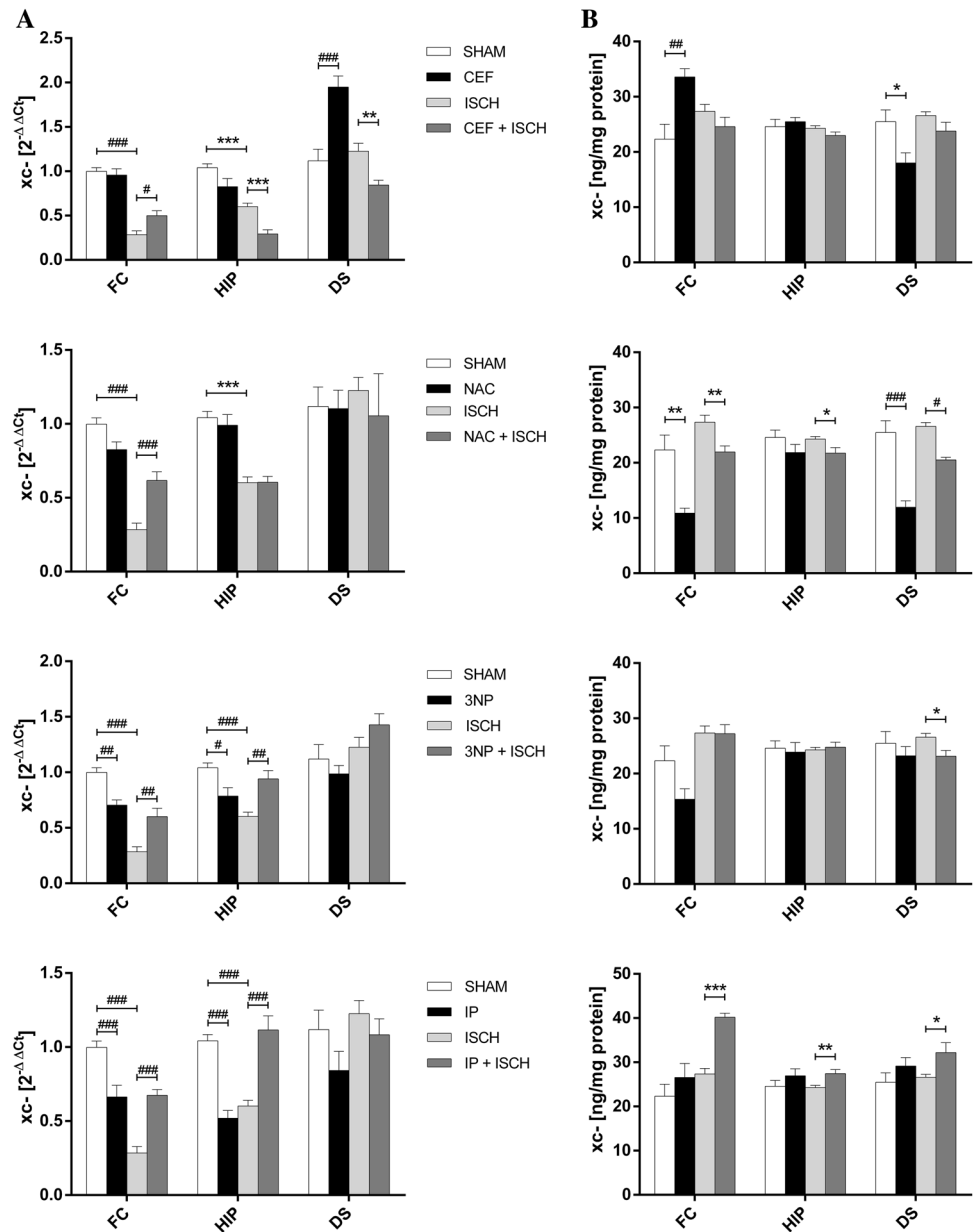 A
B
xc- [2^-Δ ΔCt]
2.5
2.0
1.5
1.0
0.5
0.0
###
#
***
***
###
**
FC
HIP
DS
SHAM
CEF
ISCH
CEF + ISCH
xc- [ng/mg protein]
40
30
20
10
0
##
*
FC
HIP
DS
xc- [2^-Δ ΔCt]
1.5
1.0
0.5
0.0
###
###
***
FC
HIP
DS
SHAM
NAC
ISCH
NAC + ISCH
xc- [ng/mg protein]
40
30
20
10
0
**
**
*
###
#
FC
HIP
DS
xc- [2^-Δ ΔCt]
2.0
1.5
1.0
0.5
0.0
###
##
##
###
#
##
FC
HIP
DS
SHAM
3NP
ISCH
3NP + ISCH
xc- [ng/mg protein]
40
30
20
10
0
*
FC
HIP
DS
xc- [2^-Δ ΔCt]
1.5
1.0
0.5
0.0
###
###
###
###
###
###
FC
HIP
DS
SHAM
IP
ISCH
IP + ISCH
xc- [ng/mg protein]
50
40
30
20
10
0
***
**
*
FC
HIP
DS